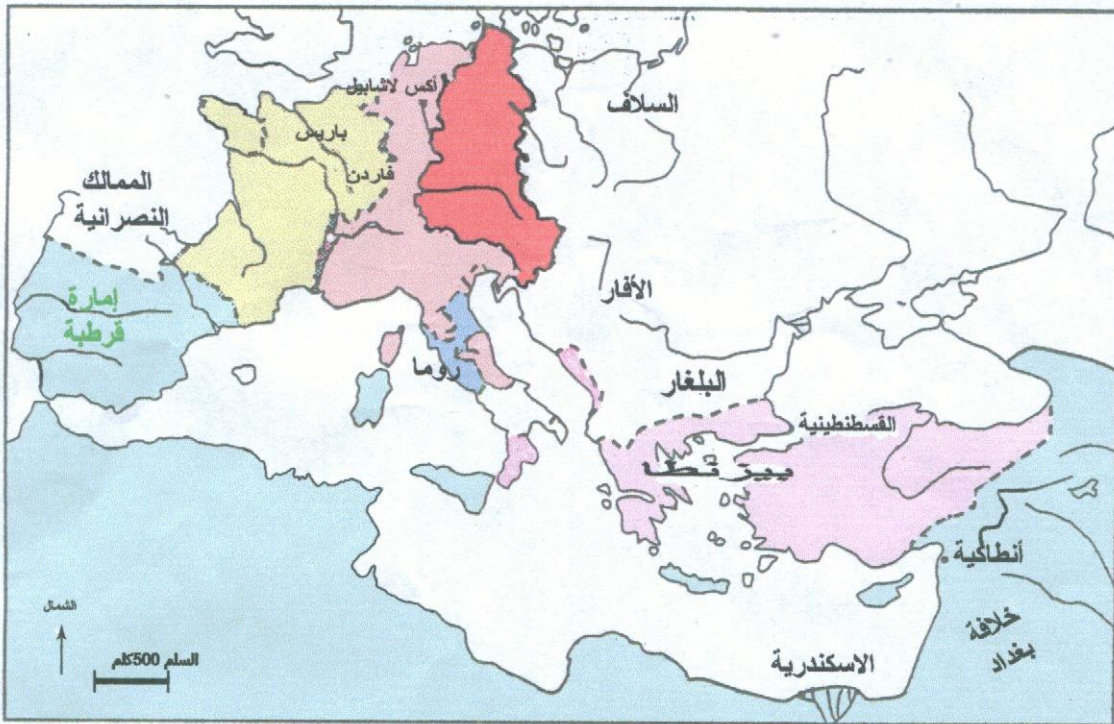 السلاف
أكس لاشابيل
باريس
فاردن
الممالك
النصرانية
الأفار
إمارة
قرطبة
روما
البلغار
القسطنطينية
بيزنطة
أنطاكية
خلافة
بغداد
الاسكندرية
الشمال
السلم 500كلم